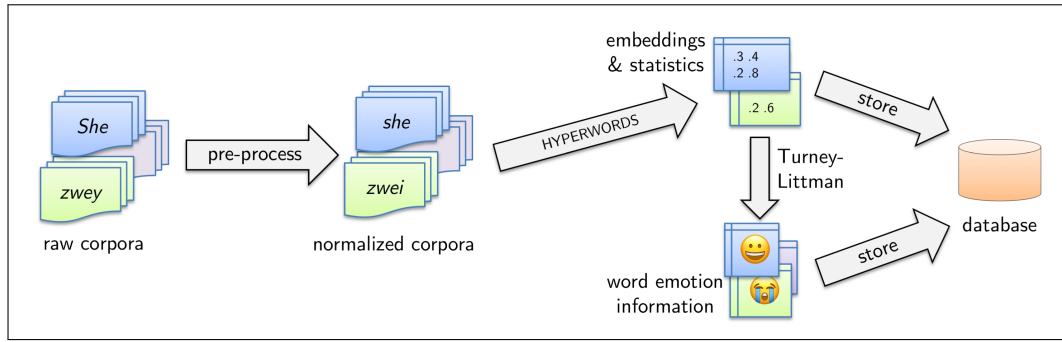 She
zwey
raw corpora
pre-process
she
zwei
normalized corpora
HYPERWORDS
embeddings
& statistics
.3 .4
.2 .8
.2 .6
Turney-
Littman
word emotion
information
store
store
database